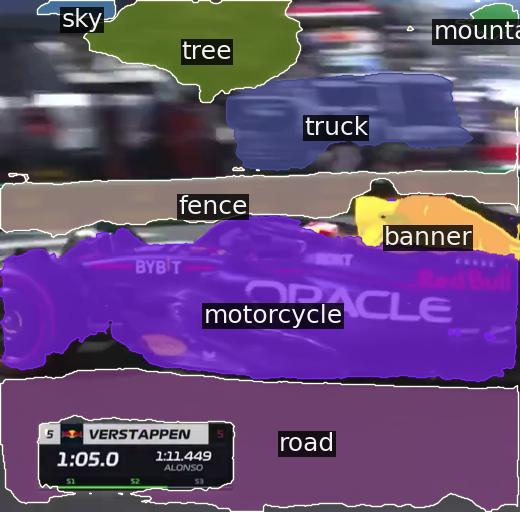 sky
mounta
tree
truck
fence
banner
BYBIT
Red Bull
ORACLE
motorcycle
road
5 VERSTAPPEN 5
1:05.0 1:11.449
ALONSO
S1 S2 S3